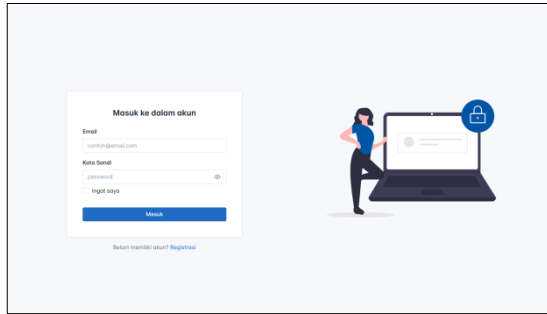 Masuk ke dalam akun
Email
contoh@email.com
Kata Sandi
password
Ingat saya
Masuk
Belum memiliki akun? Registrasi